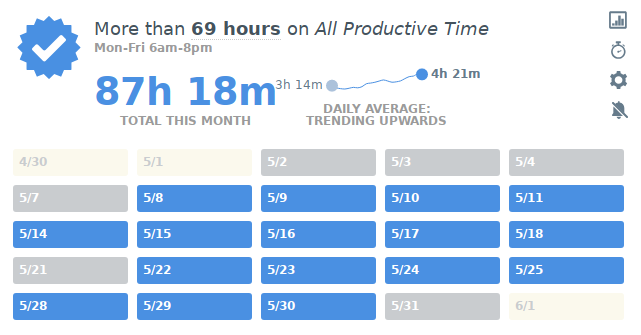 More than 69 hours on All Productive Time
Mon-Fri 6am-8pm
87h 18m
TOTAL THIS MONTH
3h 14m
4h 21m
DAILY AVERAGE:
TRENDING UPWARDS
4/30 5/1 5/2 5/3 5/4
5/7 5/8 5/9 5/10 5/11
5/14 5/15 5/16 5/17 5/18
5/21 5/22 5/23 5/24 5/25
5/28 5/29 5/30 5/31 6/1